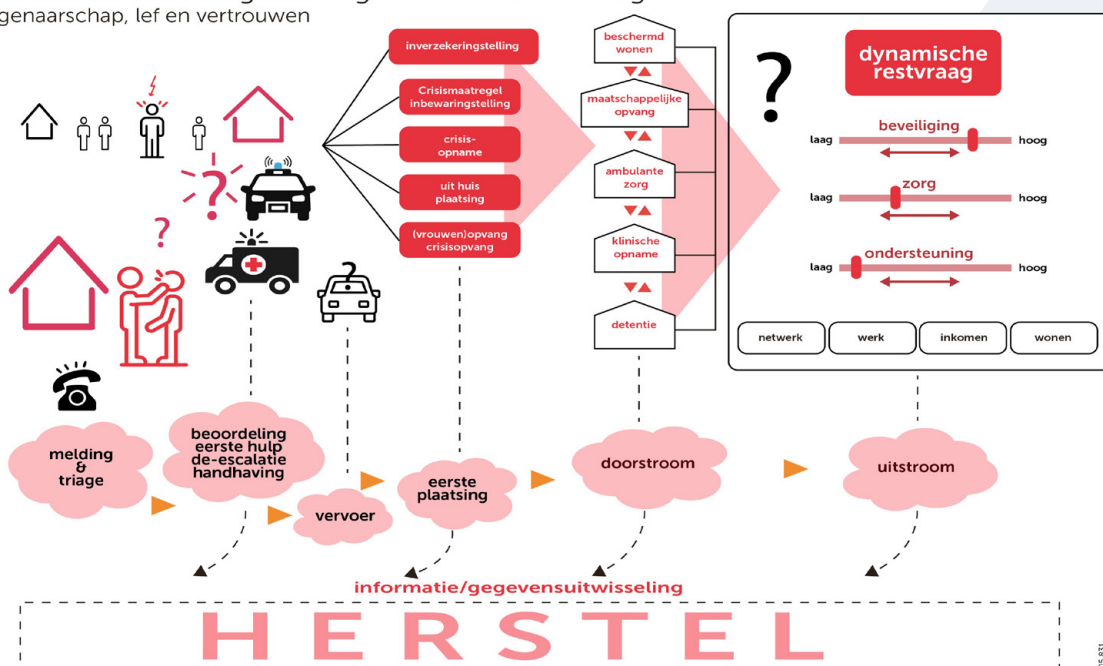 genaarschap, lef en vertrouwen
inverzekeringstelling
Crisismaatregel
inbewaringstelling
crisis-
opname
uit huis
plaatsing
(vrouwen)opvang
crisisopvang
beschermd
wonen
maatschappelijke
opvang
ambulante
zorg
klinische
opname
detentie
?
dynamische
restvraag
beveiliging
laag hoog
zorg
laag hoog
ondersteuning
laag hoog
netwerk werk inkomen wonen
?
?
?
melding
&
triage
beoordeling
eerste hulp
de-escalatie
handhaving
vervoer
eerste
plaatsing
doorstroom
uitstroom
informatie/gegevensuitwisseling
HERSTEL